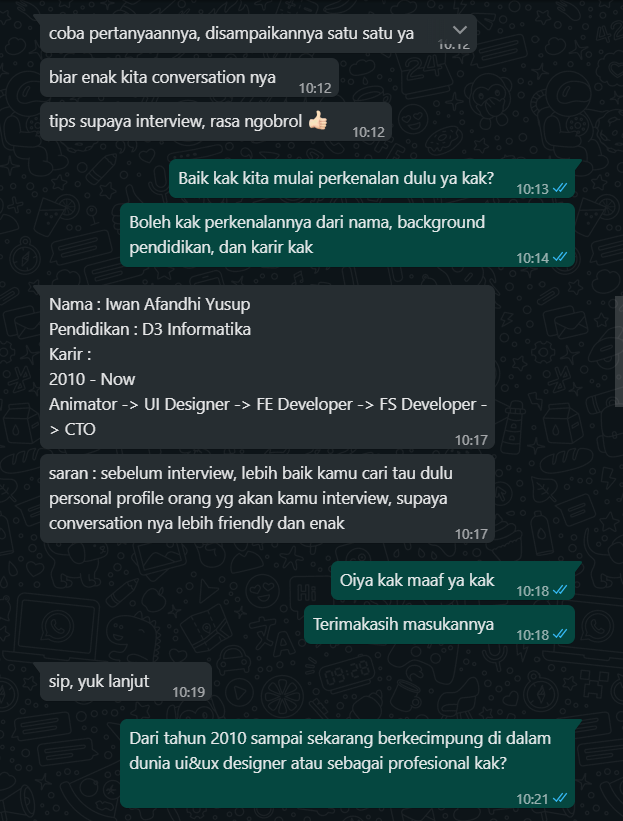 coba pertanyaannya, disampaikannya satu satu ya
10:12
biar enak kita conversation nya
10:12
tips supaya interview, rasa ngobrol 👍🏻
10:12
Baik kak kita mulai perkenalan dulu ya kak?
10:13
Boleh kak perkenalannya dari nama, background
pendidikan, dan karir kak
10:14
Nama : Iwan Afandhi Yusup
Pendidikan : D3 Informatika
Karir :
2010 - Now
Animator -> UI Designer -> FE Developer -> FS Developer -
> CTO
10:17
saran : sebelum interview, lebih baik kamu cari tau dulu
personal profile orang yg akan kamu interview, supaya
conversation nya lebih friendly dan enak
10:17
Oiya kak maaf ya kak
10:18
Terimakasih masukannya
10:18
sip, yuk lanjut
10:19
Dari tahun 2010 sampai sekarang berkecimpung di dalam
dunia ui&ux designer atau sebagai profesional kak?
10:21